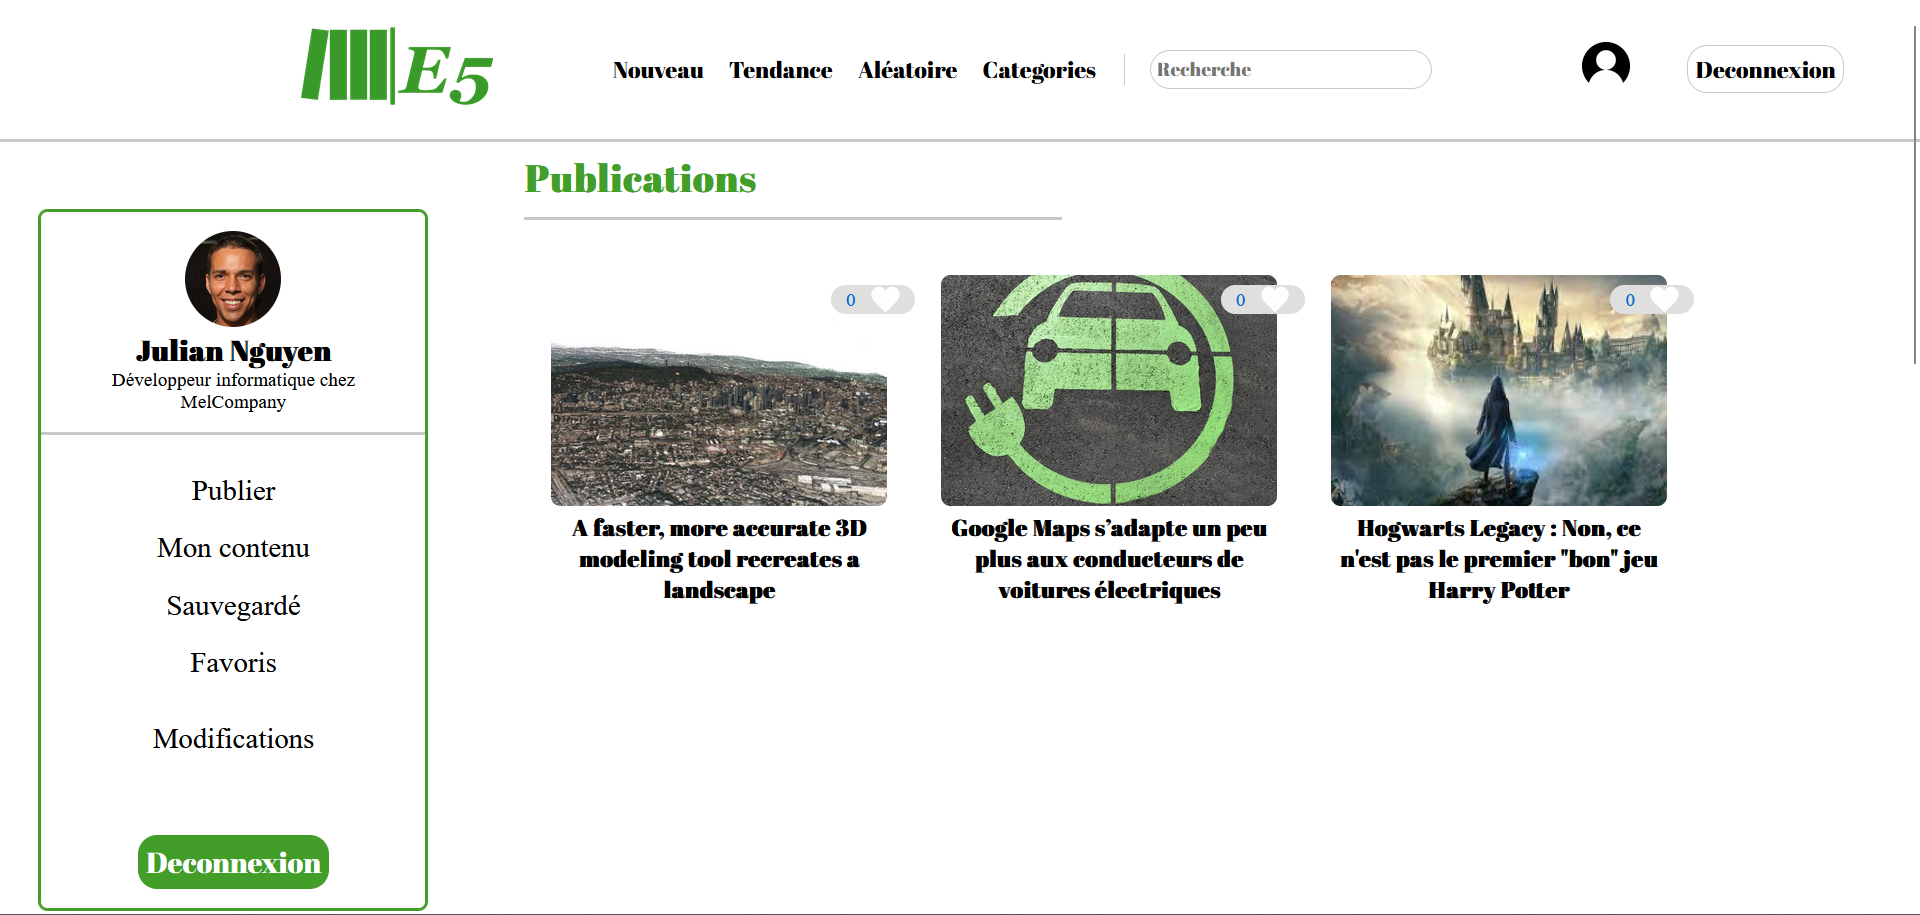 E5
Nouveau Tendance Aléatoire Categories Recherche Deconnexion
Publications
Julian Nguyen
Développeur informatique chez
MelCompany
Publier
Mon contenu
Sauvegardé
Favoris
Modifications
Deconnexion
0
A faster, more accurate 3D
modeling tool recreates a
landscape
0
Google Maps s’adapte un peu
plus aux conducteurs de
voitures électriques
0
Hogwarts Legacy : Non, ce
n'est pas le premier "bon" jeu
Harry Potter